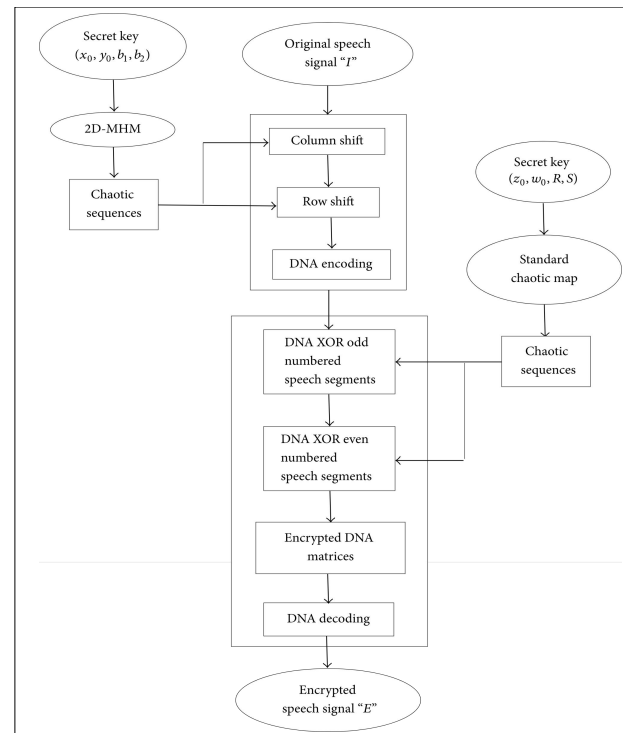 Secret key
(x₀, y₀, b₁, b₂)
2D-MHM
Chaotic
sequences
Original speech
signal “I”
Column shift
Row shift
DNA encoding
Secret key
(z₀, w₀, R, S)
Standard
chaotic map
Chaotic
sequences
DNA XOR odd
numbered
speech segments
DNA XOR even
numbered
speech segments
Encrypted DNA
matrices
DNA decoding
Encrypted
speech signal “E”